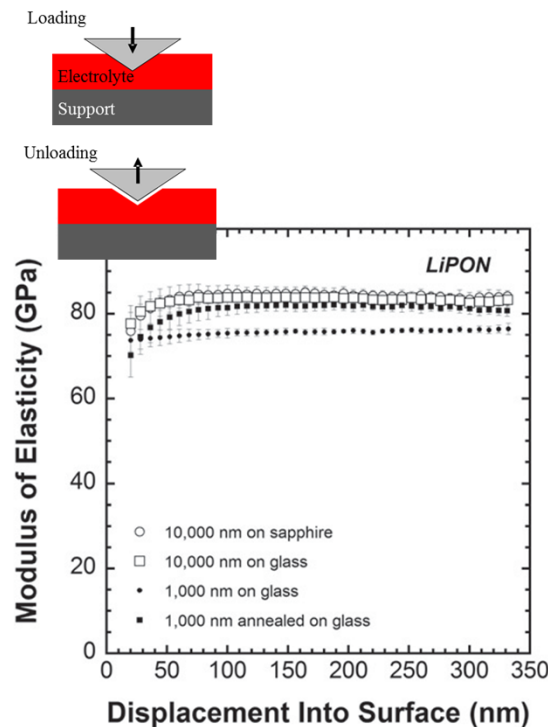 Loading
Electrolyte
Support
Unloading
LiPON
Modulus of Elasticity (GPa)
80
60
40
20
0
10,000 nm on sapphire
10,000 nm on glass
1,000 nm on glass
1,000 nm annealed on glass
0 50 100 150 200 250 300 350
Displacement Into Surface (nm)